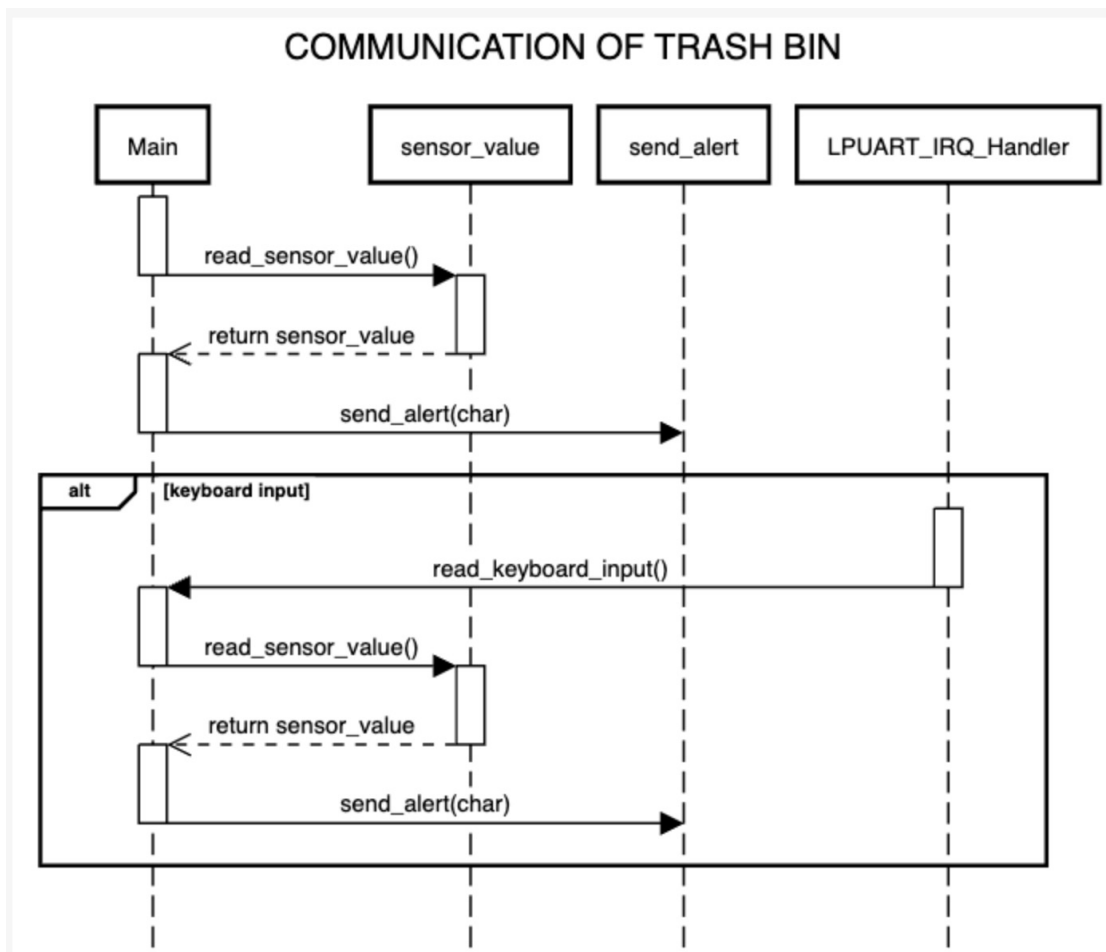 COMMUNICATION OF TRASH BIN
Main
sensor_value
send_alert
LPUART_IRQ_Handler
read_sensor_value()
return sensor_value
send_alert(char)
alt
[keyboard input]
read_keyboard_input()
read_sensor_value()
return sensor_value
send_alert(char)